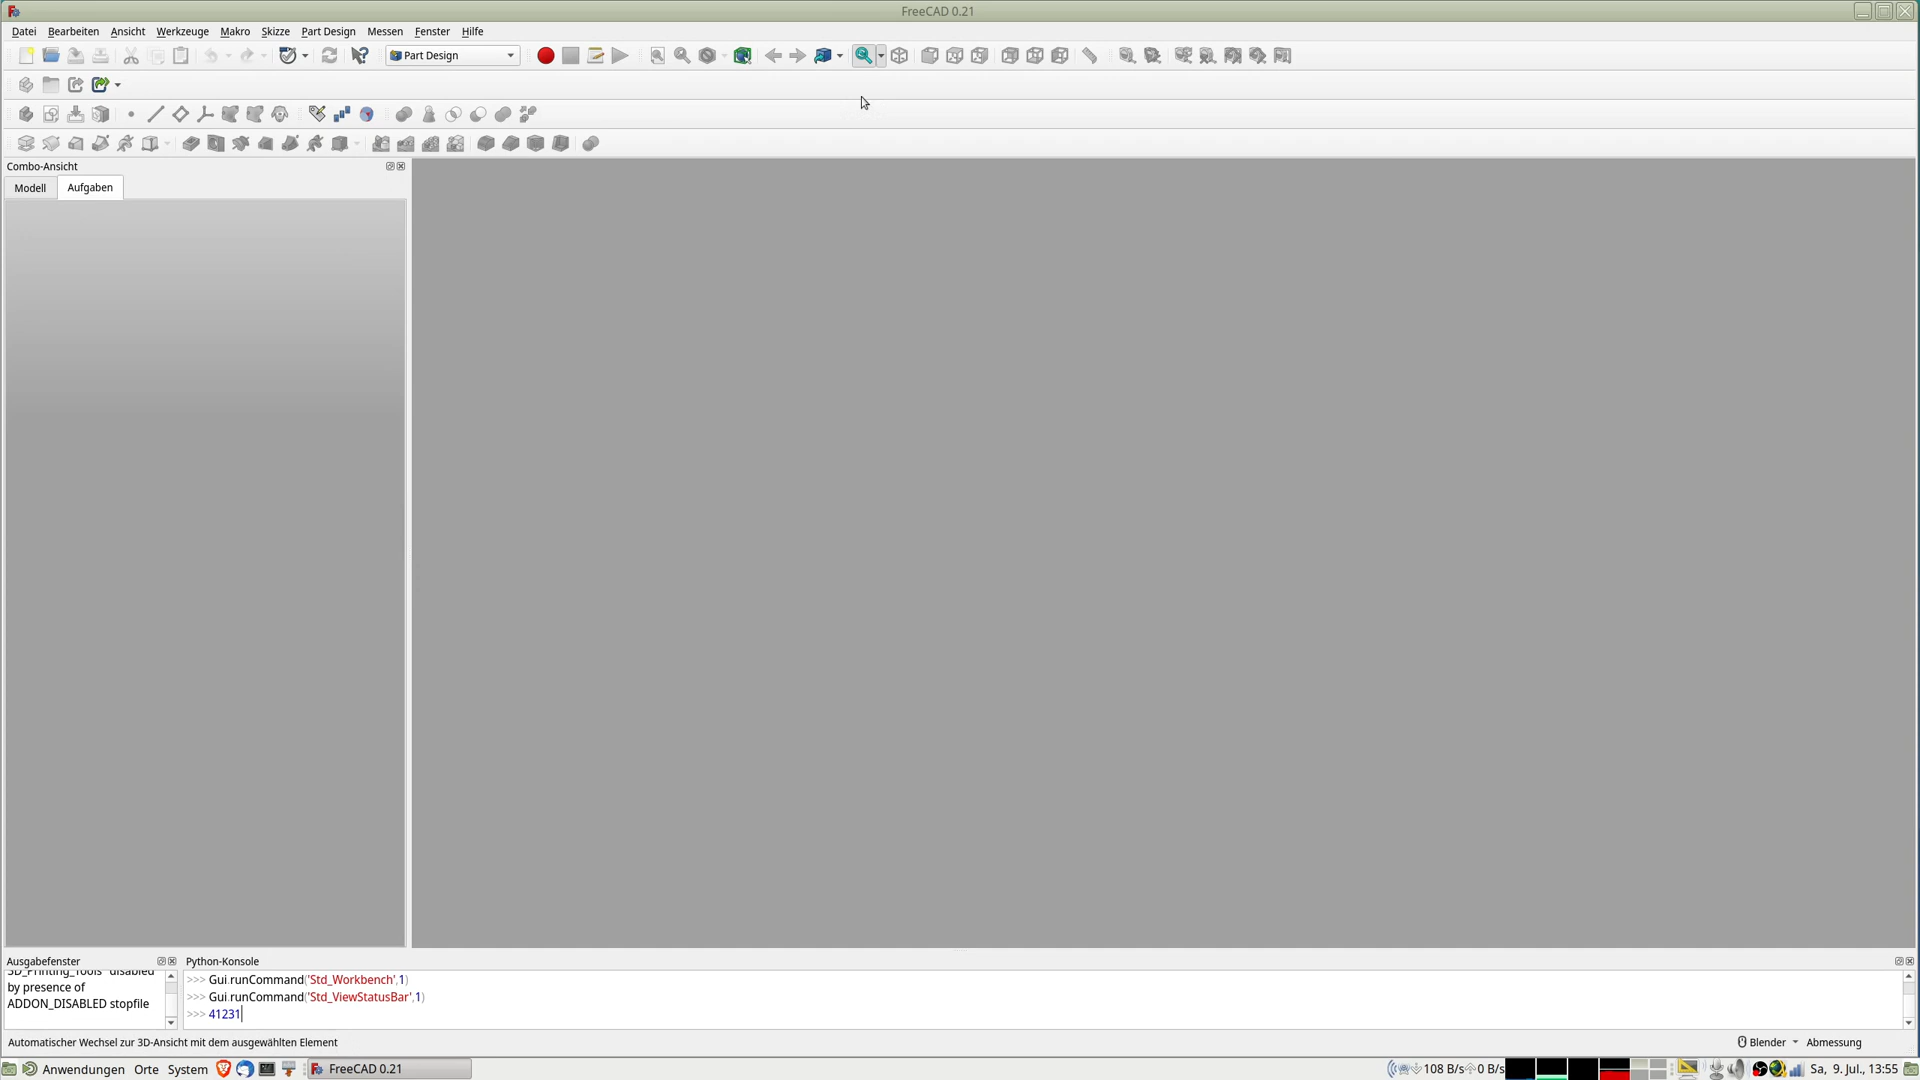 FreeCAD 0.21
Datei Bearbeiten Ansicht Werkzeuge Makro Skizze Part Design Messen Fenster Hilfe
Part Design
Combo-Ansicht
Modell Aufgaben
Ausgabefenster
3D_Printing_Tools' disabled
by presence of
ADDON_DISABLED stopfile
Python-Konsole
>>> Gui.runCommand('Std_Workbench',1)
>>> Gui.runCommand('Std_ViewStatusBar',1)
>>> 41231
Automatischer Wechsel zur 3D-Ansicht mit dem ausgewählten Element
Blender Abmessung
Anwendungen Orte System FreeCAD 0.21 108 B/s 0 B/s Sa, 9. Jul., 13:55